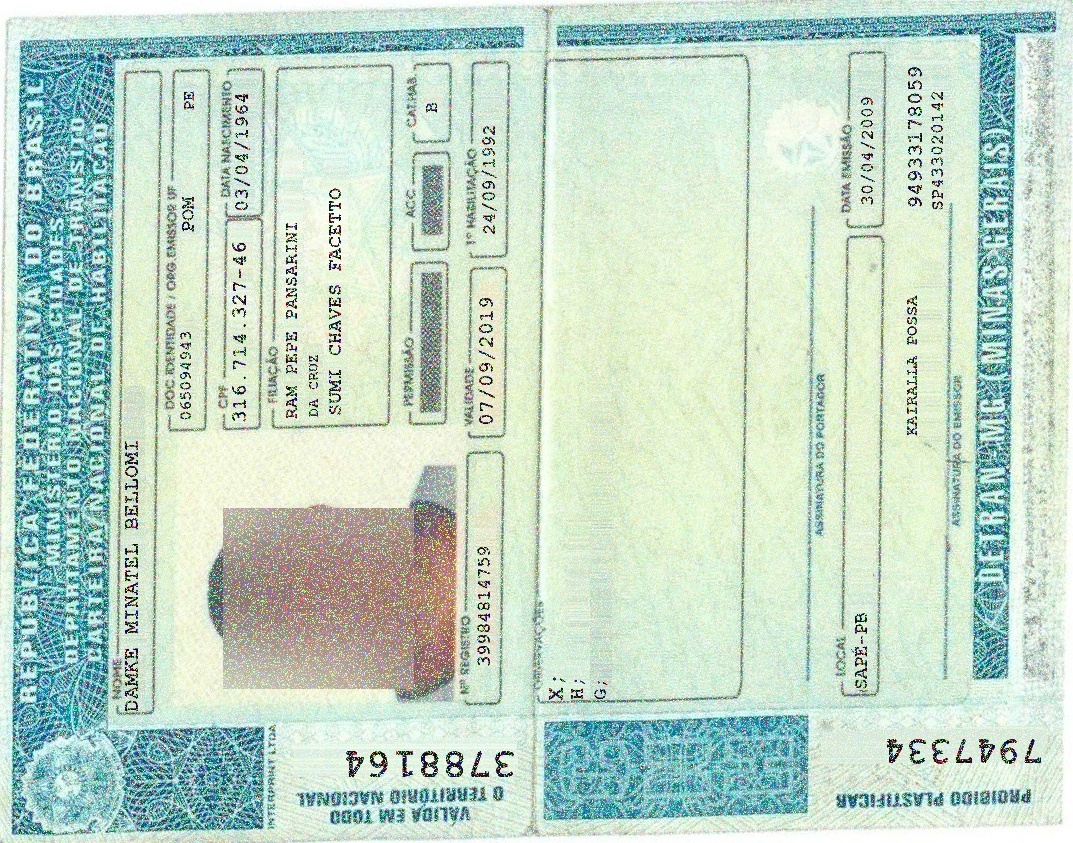 REPÚBLICA FEDERATIVA DO BRASIL
MINISTÉRIO DAS CIDADES
DEPARTAMENTO NACIONAL DE TRÂNSITO
CARTEIRA NACIONAL DE HABILITAÇÃO
NOME
DAMKE MINATEL BELLOMI
DOC IDENTIDADE / ORG EMISSOR UF
065094943 POM PE
CPF
316.714.327-46
DATA NASCIMENTO
03/04/1964
FILIAÇÃO
RAM PEPE PANSARINI
DA CRUZ
SUMI CHAVES FACETTO
PERMISSÃO
ACC
CAT.HAB
B
Nº REGISTRO
39984814759
VALIDADE
07/09/2019
1ª HABILITAÇÃO
24/09/1992
VÁLIDA EM TODO
O TERRITÓRIO NACIONAL
3788164
INTERPRINT LTDA
OBSERVAÇÕES
X;
H;
G;
ASSINATURA DO PORTADOR
LOCAL
SAPÉ-PB
DATA EMISSÃO
30/04/2009
94933178059
SP433020142
KAIRALLA POSSA
ASSINATURA DO EMISSOR
DETRAN-MG (MINAS GERAIS)
PROIBIDO PLASTIFICAR
7947334